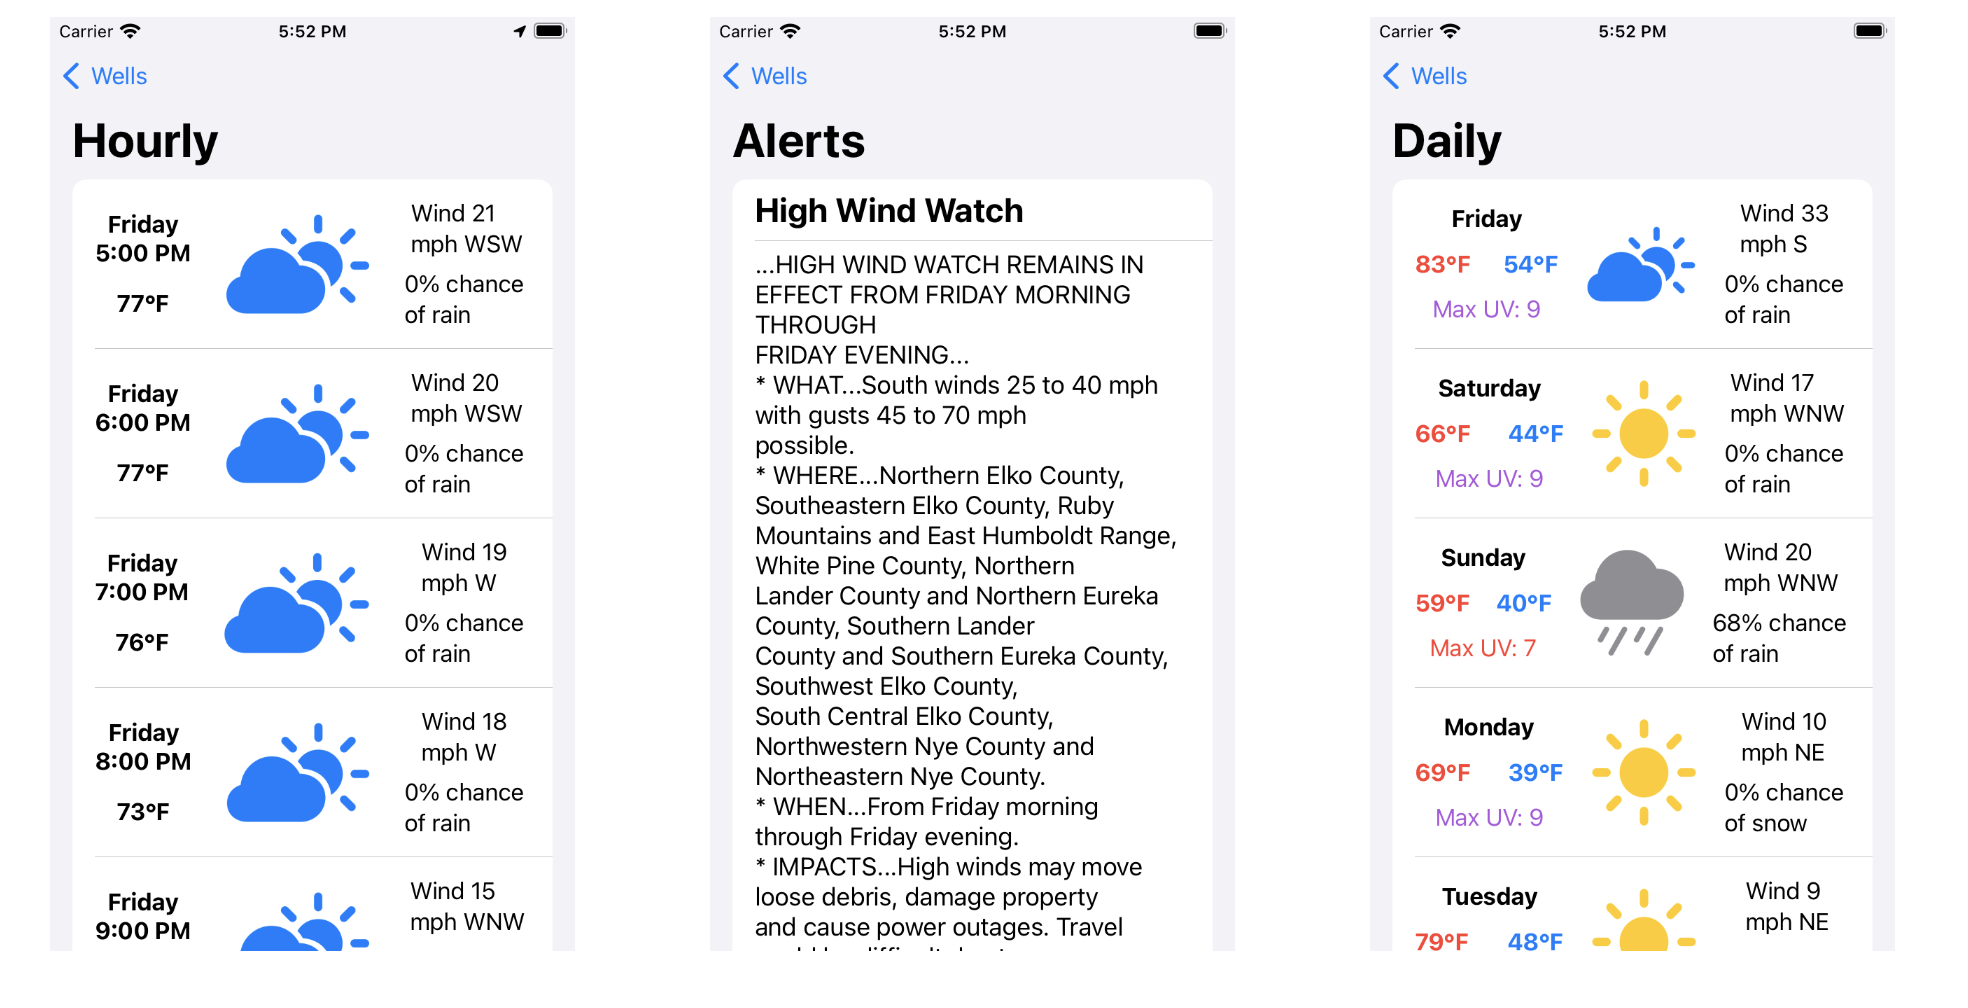 Carrier 5:52 PM
Wells
Hourly
Friday
5:00 PM
77°F
Wind 21
mph WSW
0% chance
of rain
Friday
6:00 PM
77°F
Wind 20
mph WSW
0% chance
of rain
Friday
7:00 PM
76°F
Wind 19
mph W
0% chance
of rain
Friday
8:00 PM
73°F
Wind 18
mph W
0% chance
of rain
Friday
9:00 PM
Wind 15
mph WNW
Carrier 5:52 PM
Wells
Alerts
High Wind Watch
...HIGH WIND WATCH REMAINS IN
EFFECT FROM FRIDAY MORNING
THROUGH
FRIDAY EVENING...
* WHAT...South winds 25 to 40 mph
with gusts 45 to 70 mph
possible.
* WHERE...Northern Elko County,
Southeastern Elko County, Ruby
Mountains and East Humboldt Range,
White Pine County, Northern
Lander County and Northern Eureka
County, Southern Lander
County and Southern Eureka County,
Southwest Elko County,
South Central Elko County,
Northwestern Nye County and
Northeastern Nye County.
* WHEN...From Friday morning
through Friday evening.
* IMPACTS...High winds may move
loose debris, damage property
and cause power outages. Travel
Carrier 5:52 PM
Wells
Daily
Friday
83°F 54°F
Max UV: 9
Wind 33
mph S
0% chance
of rain
Saturday
66°F 44°F
Max UV: 9
Wind 17
mph WNW
0% chance
of rain
Sunday
59°F 40°F
Max UV: 7
Wind 20
mph WNW
68% chance
of rain
Monday
69°F 39°F
Max UV: 9
Wind 10
mph NE
0% chance
of snow
Tuesday
79°F 48°F
Wind 9
mph NE